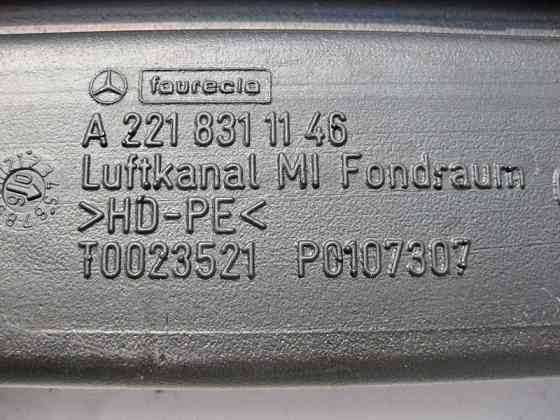 faurecia
A 221 831 11 46
Luftkanal MI Fondraum
>HD-PE<
T0023521 P0107307